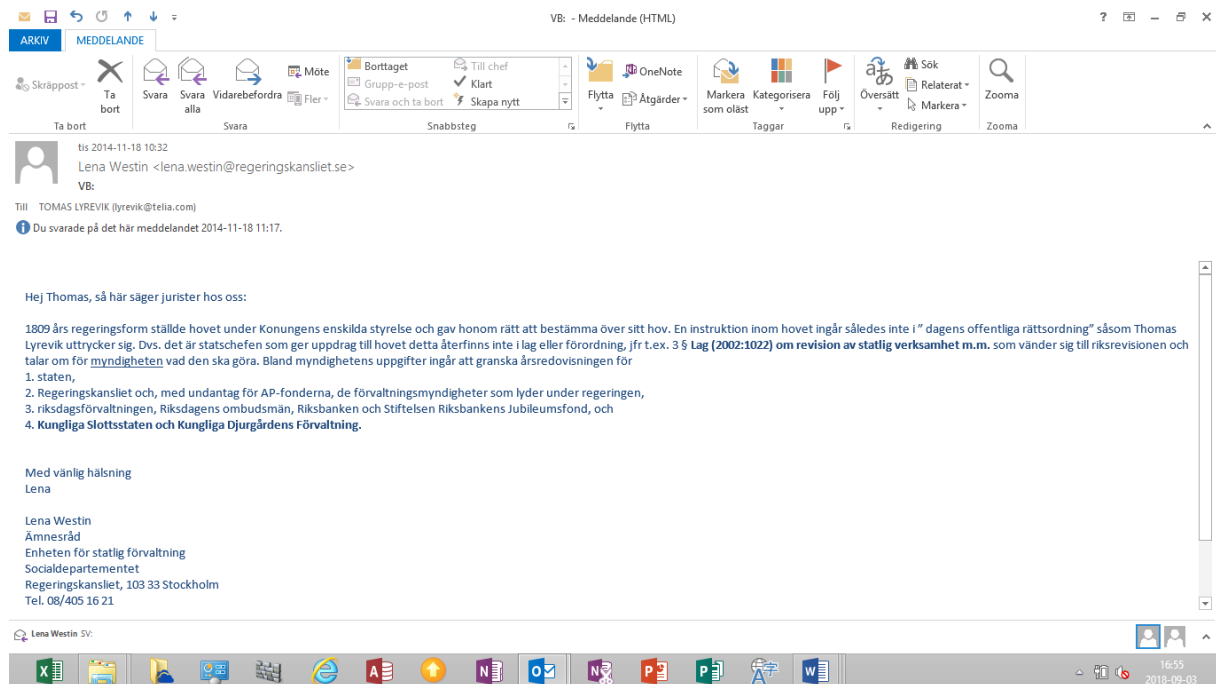 VB: - Meddelande (HTML)
ARKIV MEDDELANDE
Skräppost
Ta bort
Svara
Svara alla
Vidarebefordra
Möte
Fler
Borttaget
Grupp-e-post
Svara och ta bort
Till chef
Klart
Skapa nytt
Flytta
OneNote
Åtgärder
Markera som oläst
Kategorisera
Följ upp
Översätt
Sök
Relaterat
Markera
Zooma
Ta bort Svara Snabbsteg Flytta Taggar Redigering Zooma
tis 2014-11-18 10:32
Lena Westin <lena.westin@regeringskansliet.se>
VB:
Till TOMAS LYREVIK (lyrevik@telia.com)
Du svarade på det här meddelandet 2014-11-18 11:17.
Hej Thomas, så här säger jurister hos oss:
1809 års regeringsform ställde hovet under Konungens enskilda styrelse och gav honom rätt att bestämma över sitt hov. En instruktion inom hovet ingår således inte i ” dagens offentliga rättsordning” såsom Thomas
Lyrevik uttrycker sig. Dvs. det är statschefen som ger uppdrag till hovet detta återfinns inte i lag eller förordning, jfr t.ex. 3 § Lag (2002:1022) om revision av statlig verksamhet m.m. som vänder sig till riksrevisionen och
talar om för myndigheten vad den ska göra. Bland myndighetens uppgifter ingår att granska årsredovisningen för
1. staten,
2. Regeringskansliet och, med undantag för AP-fonderna, de förvaltningsmyndigheter som lyder under regeringen,
3. riksdagsförvaltningen, Riksdagens ombudsmän, Riksbanken och Stiftelsen Riksbankens Jubileumsfond, och
4. Kungliga Slottsstaten och Kungliga Djurgårdens Förvaltning.
Med vänlig hälsning
Lena
Lena Westin
Ämnesråd
Enheten för statlig förvaltning
Socialdepartementet
Regeringskansliet, 103 33 Stockholm
Tel. 08/405 16 21
Lena Westin SV:
16:55
2018-09-03